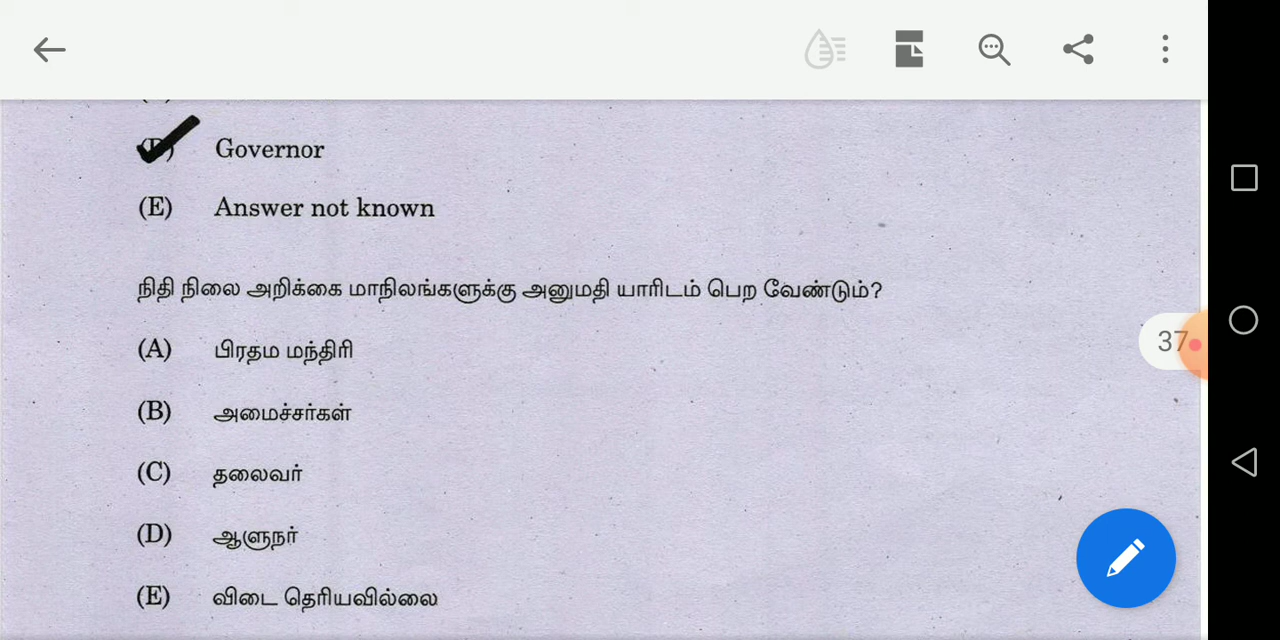 (D) Governor
(E) Answer not known
நிதி நிலை அறிக்கை மாநிலங்களுக்கு அனுமதி யாரிடம் பெற வேண்டும்?
(A) பிரதம மந்திரி
(B) அமைச்சர்கள்
(C) தலைவர்
37
(D) ஆளுநர்
(E) விடை தெரியவில்லை